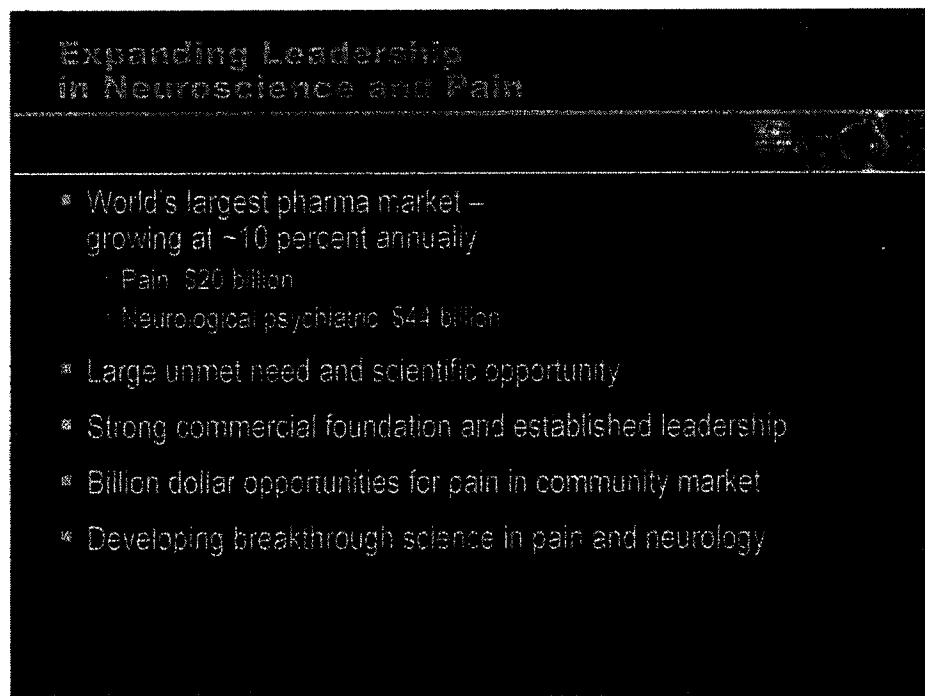 Expanding Leadership
in Neuroscience and Pain
▪ World's largest pharma market –
growing at ~10 percent annually
· Pain $20 billion
· Neurological psychiatric $44 billion
▪ Large unmet need and scientific opportunity
▪ Strong commercial foundation and established leadership
▪ Billion dollar opportunities for pain in community market
▪ Developing breakthrough science in pain and neurology